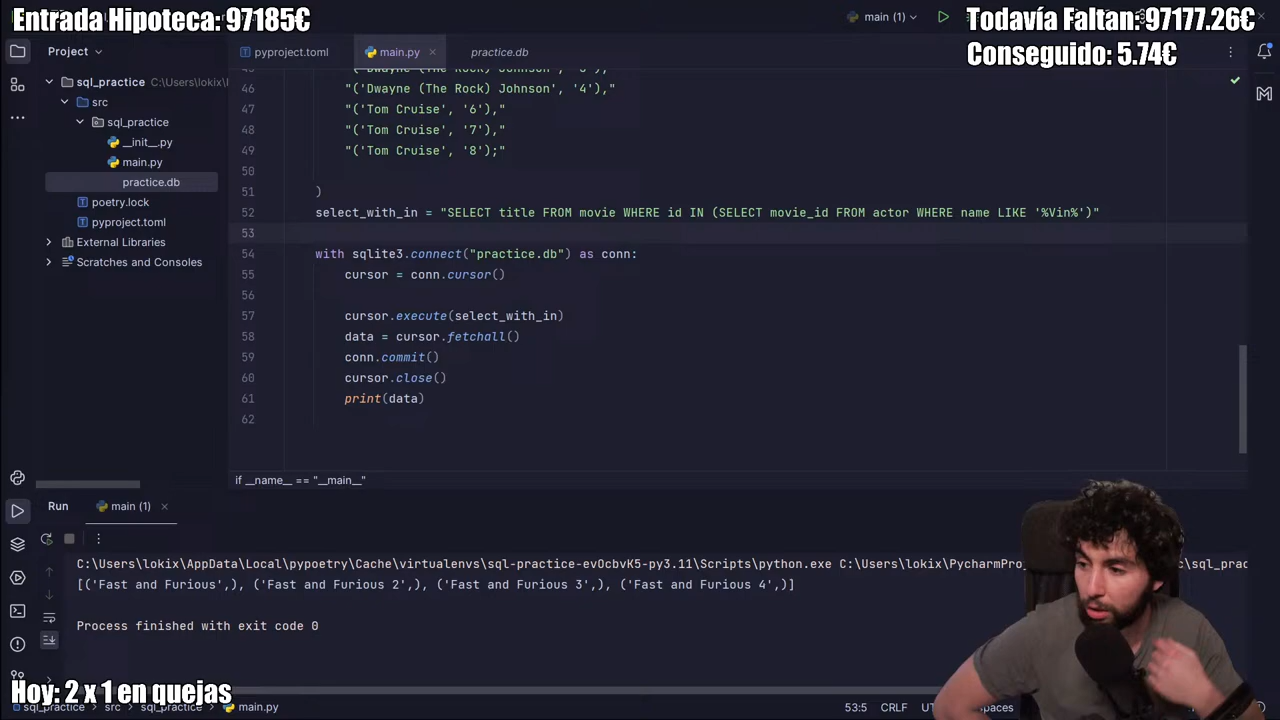 Entrada Hipoteca: 97185€
main (1)
Todavía Faltan: 97177.26€
Conseguido: 5.74€
Project
pyproject.toml
main.py
practice.db
sql_practice C:\Users\lokix\
src
sql_practice
__init__.py
main.py
practice.db
poetry.lock
pyproject.toml
External Libraries
Scratches and Consoles
46 "('Dwayne (The Rock) Johnson', '4'),"
47 "('Tom Cruise', '6'),"
48 "('Tom Cruise', '7'),"
49 "('Tom Cruise', '8');"
50
51 )
52 select_with_in = "SELECT title FROM movie WHERE id IN (SELECT movie_id FROM actor WHERE name LIKE '%Vin%')"
53
54 with sqlite3.connect("practice.db") as conn:
55 cursor = conn.cursor()
56
57 cursor.execute(select_with_in)
58 data = cursor.fetchall()
59 conn.commit()
60 cursor.close()
61 print(data)
62
if __name__ == "__main__"
Run
main (1)
C:\Users\lokix\AppData\Local\pypoetry\Cache\virtualenvs\sql-practice-evOcbvK5-py3.11\Scripts\python.exe C:\Users\lokix\PycharmPro
[('Fast and Furious',), ('Fast and Furious 2',), ('Fast and Furious 3',), ('Fast and Furious 4',)]
Process finished with exit code 0
Hoy: 2 x 1 en quejas
sql_practice > src > sql_practice > main.py
53:5 CRLF